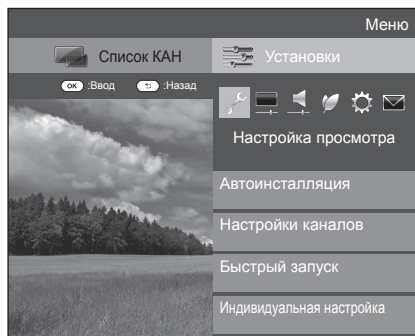 Меню
Список КАН
Установки
OK :Ввод
:Назад
Настройка просмотра
Автоинсталляция
Настройки каналов
Быстрый запуск
Индивидуальная настройка